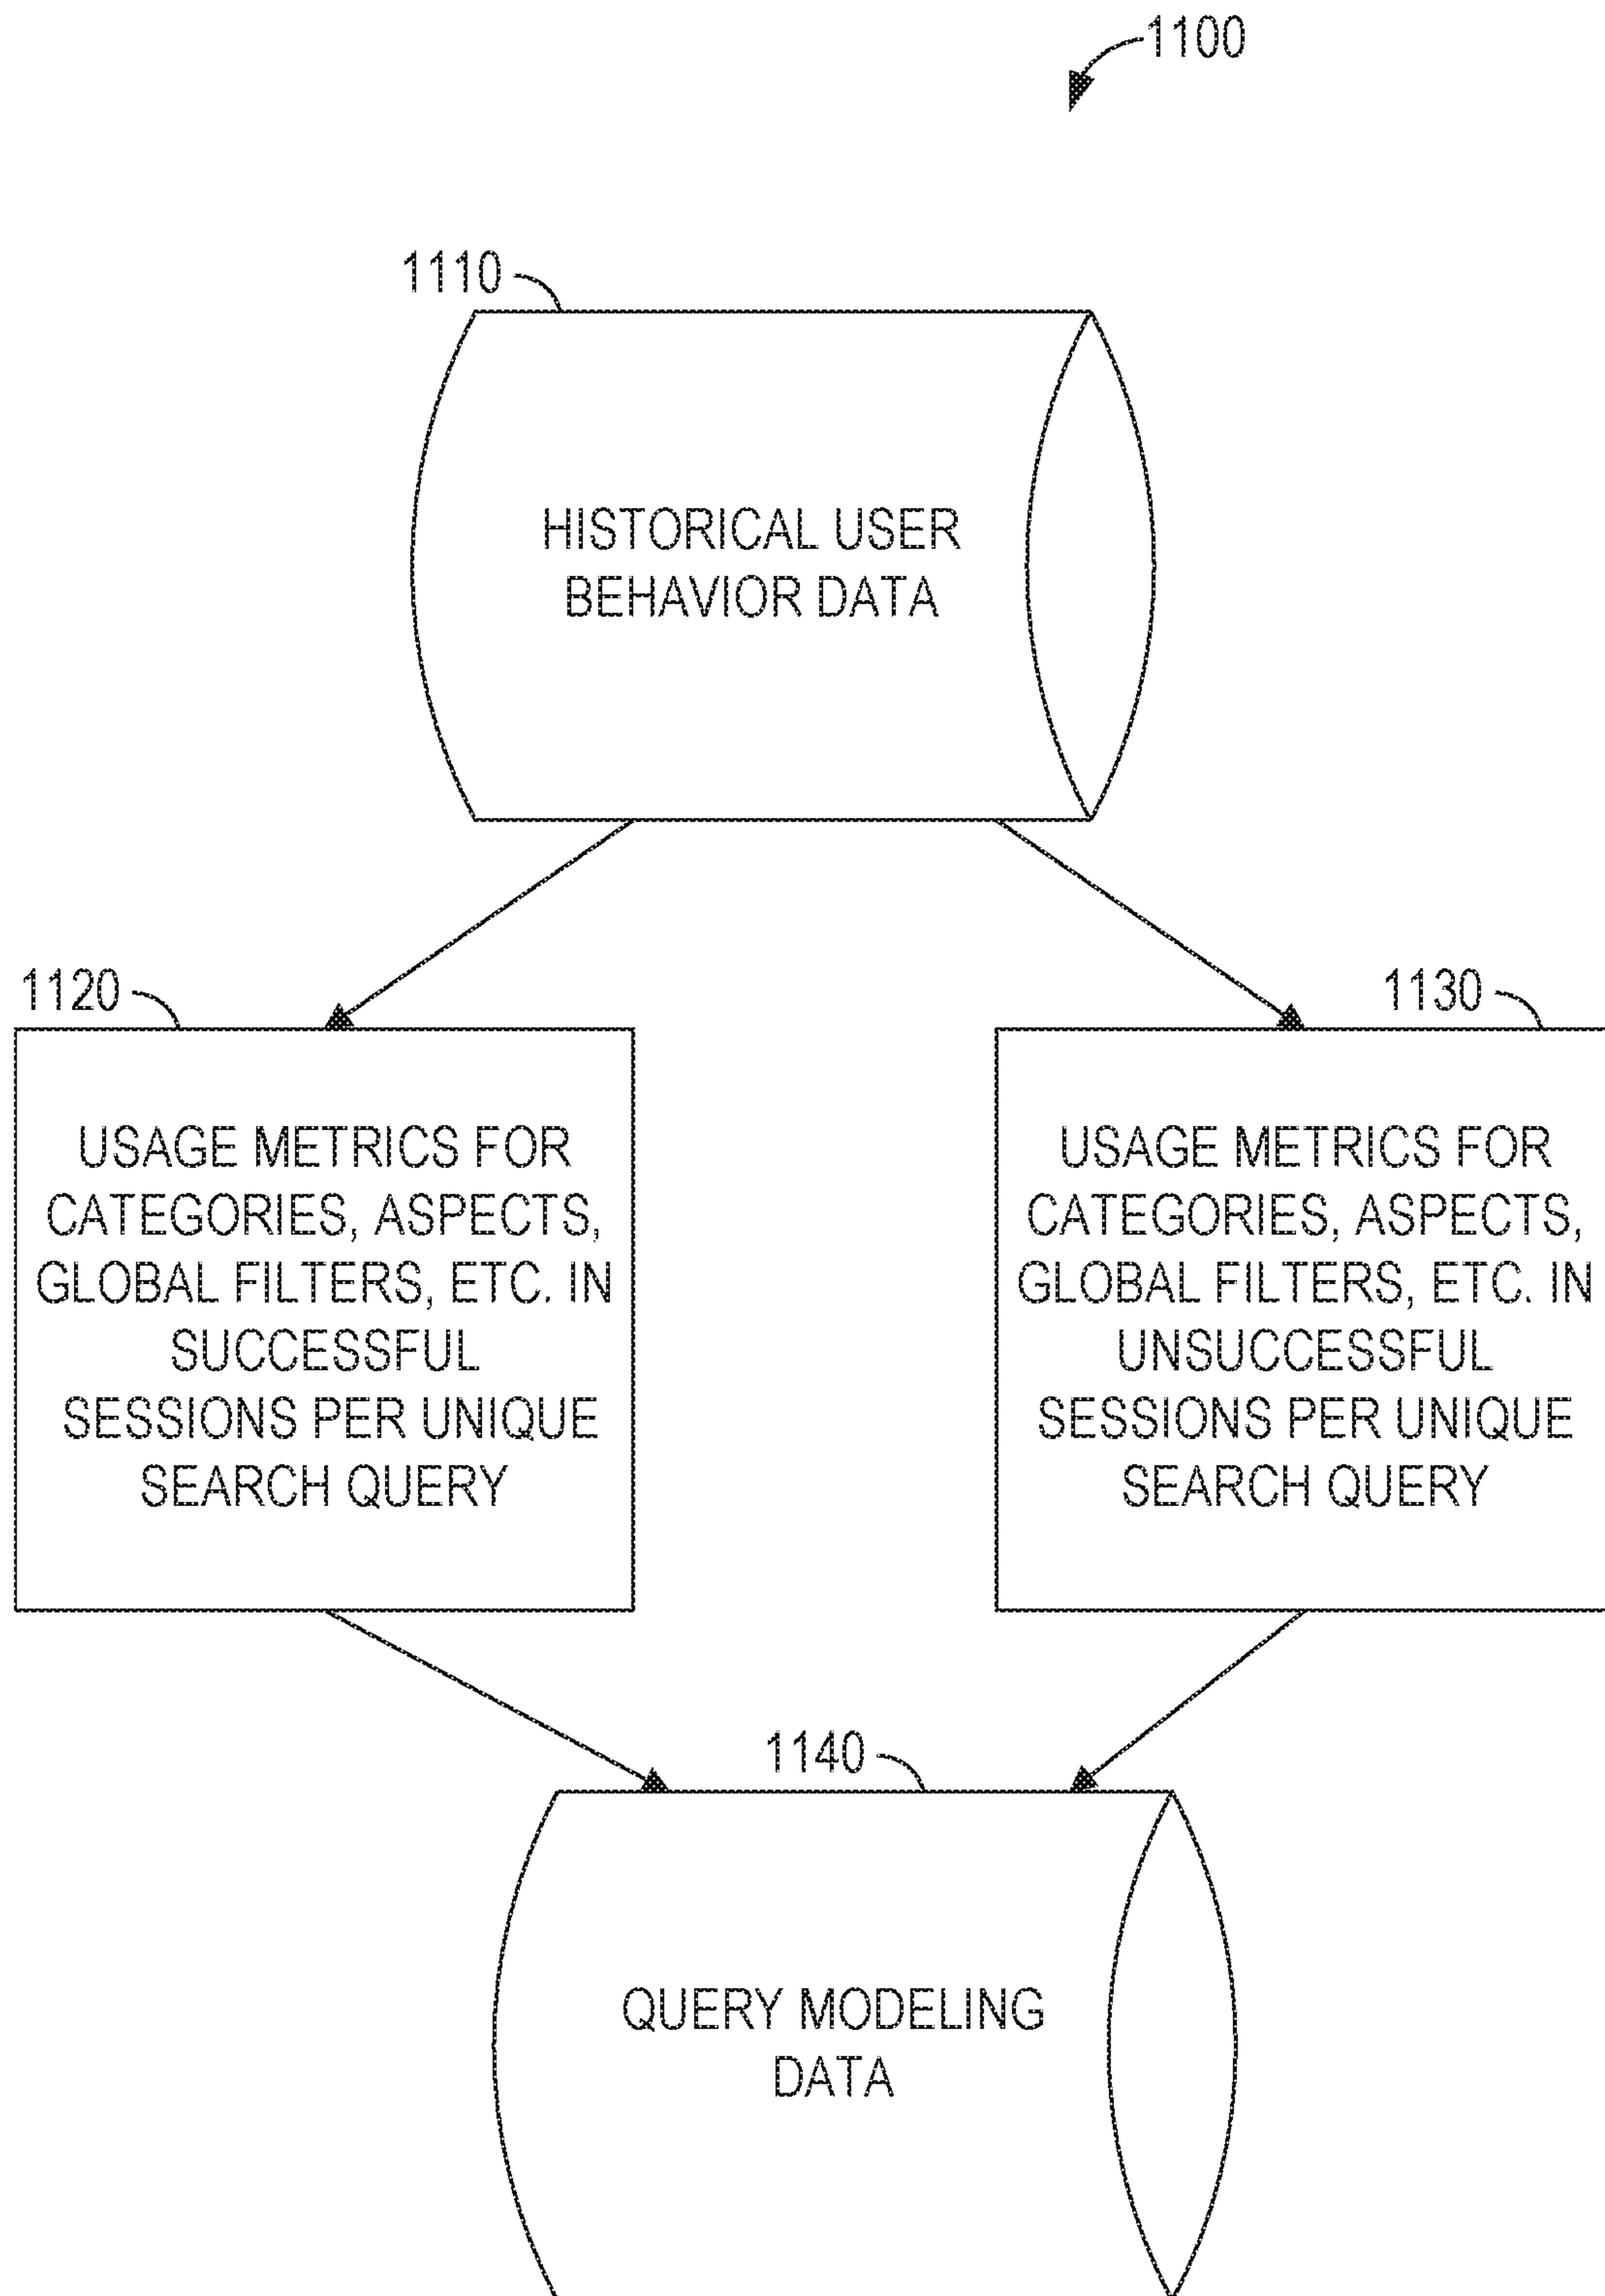 1100
1110
HISTORICAL USER
BEHAVIOR DATA
1120
1130
USAGE METRICS FOR
CATEGORIES, ASPECTS,
GLOBAL FILTERS, ETC. IN
SUCCESSFUL
SESSIONS PER UNIQUE
SEARCH QUERY
USAGE METRICS FOR
CATEGORIES, ASPECTS,
GLOBAL FILTERS, ETC. IN
UNSUCCESSFUL
SESSIONS PER UNIQUE
SEARCH QUERY
1140
QUERY MODELING
DATA